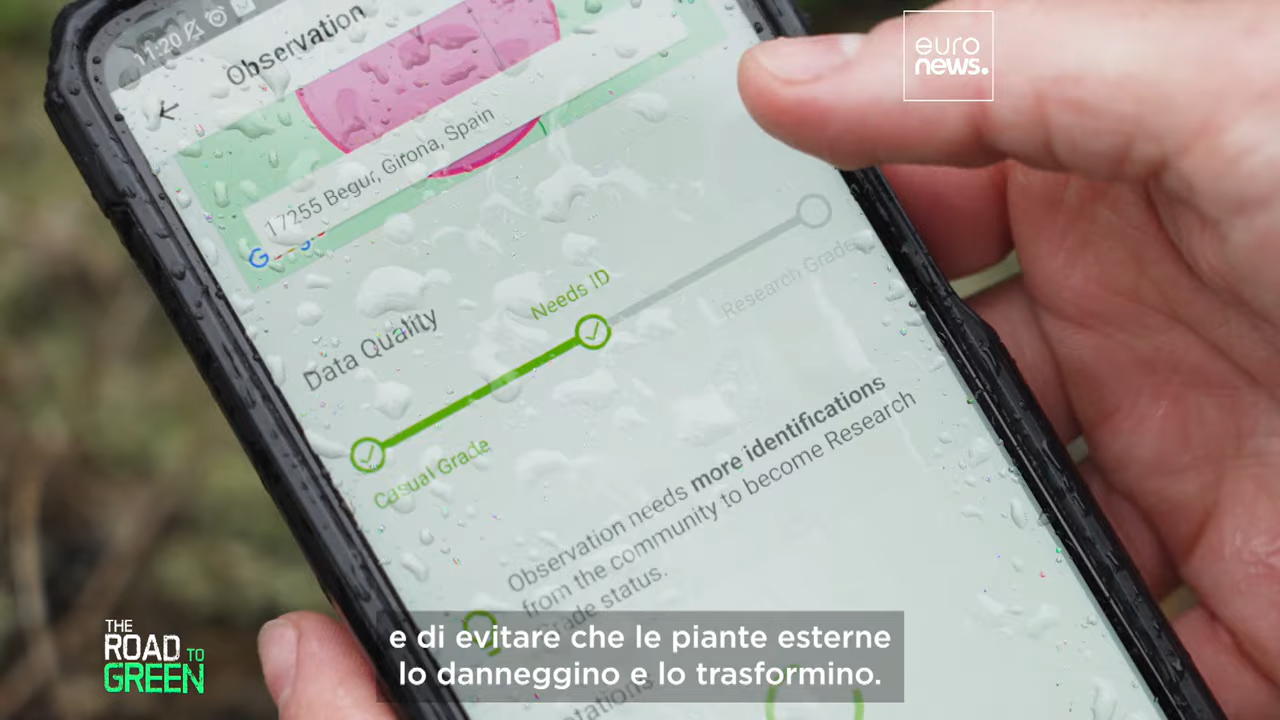 11:20
Observation
euro
news.
17255 Begur, Girona, Spain
Data Quality
Needs ID
Research Grade
Casual Grade
Observation needs more identifications
from the community to become Research
Grade status.
THE
ROAD TO
GREEN
e di evitare che le piante esterne
lo danneggino e lo trasformino.